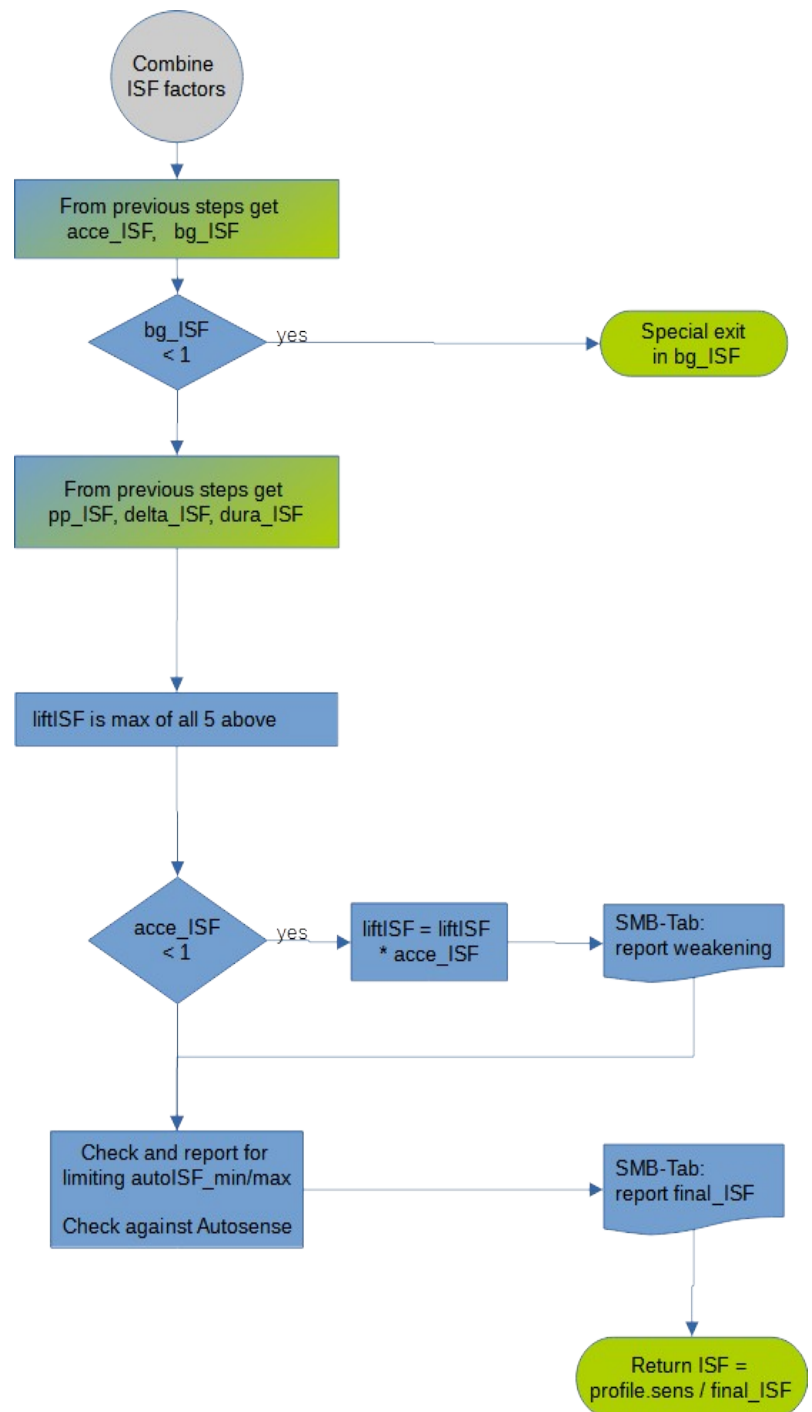 Combine
ISF factors
From previous steps get
acce_ISF, bg_ISF
bg_ISF
< 1
yes
Special exit
in bg_ISF
From previous steps get
pp_ISF, delta_ISF, dura_ISF
liftISF is max of all 5 above
acce_ISF
< 1
yes
liftISF = liftISF
* acce_ISF
SMB-Tab:
report weakening
Check and report for
limiting autoISF_min/max
Check against Autosense
SMB-Tab:
report final_ISF
Return ISF =
profile.sens / final_ISF